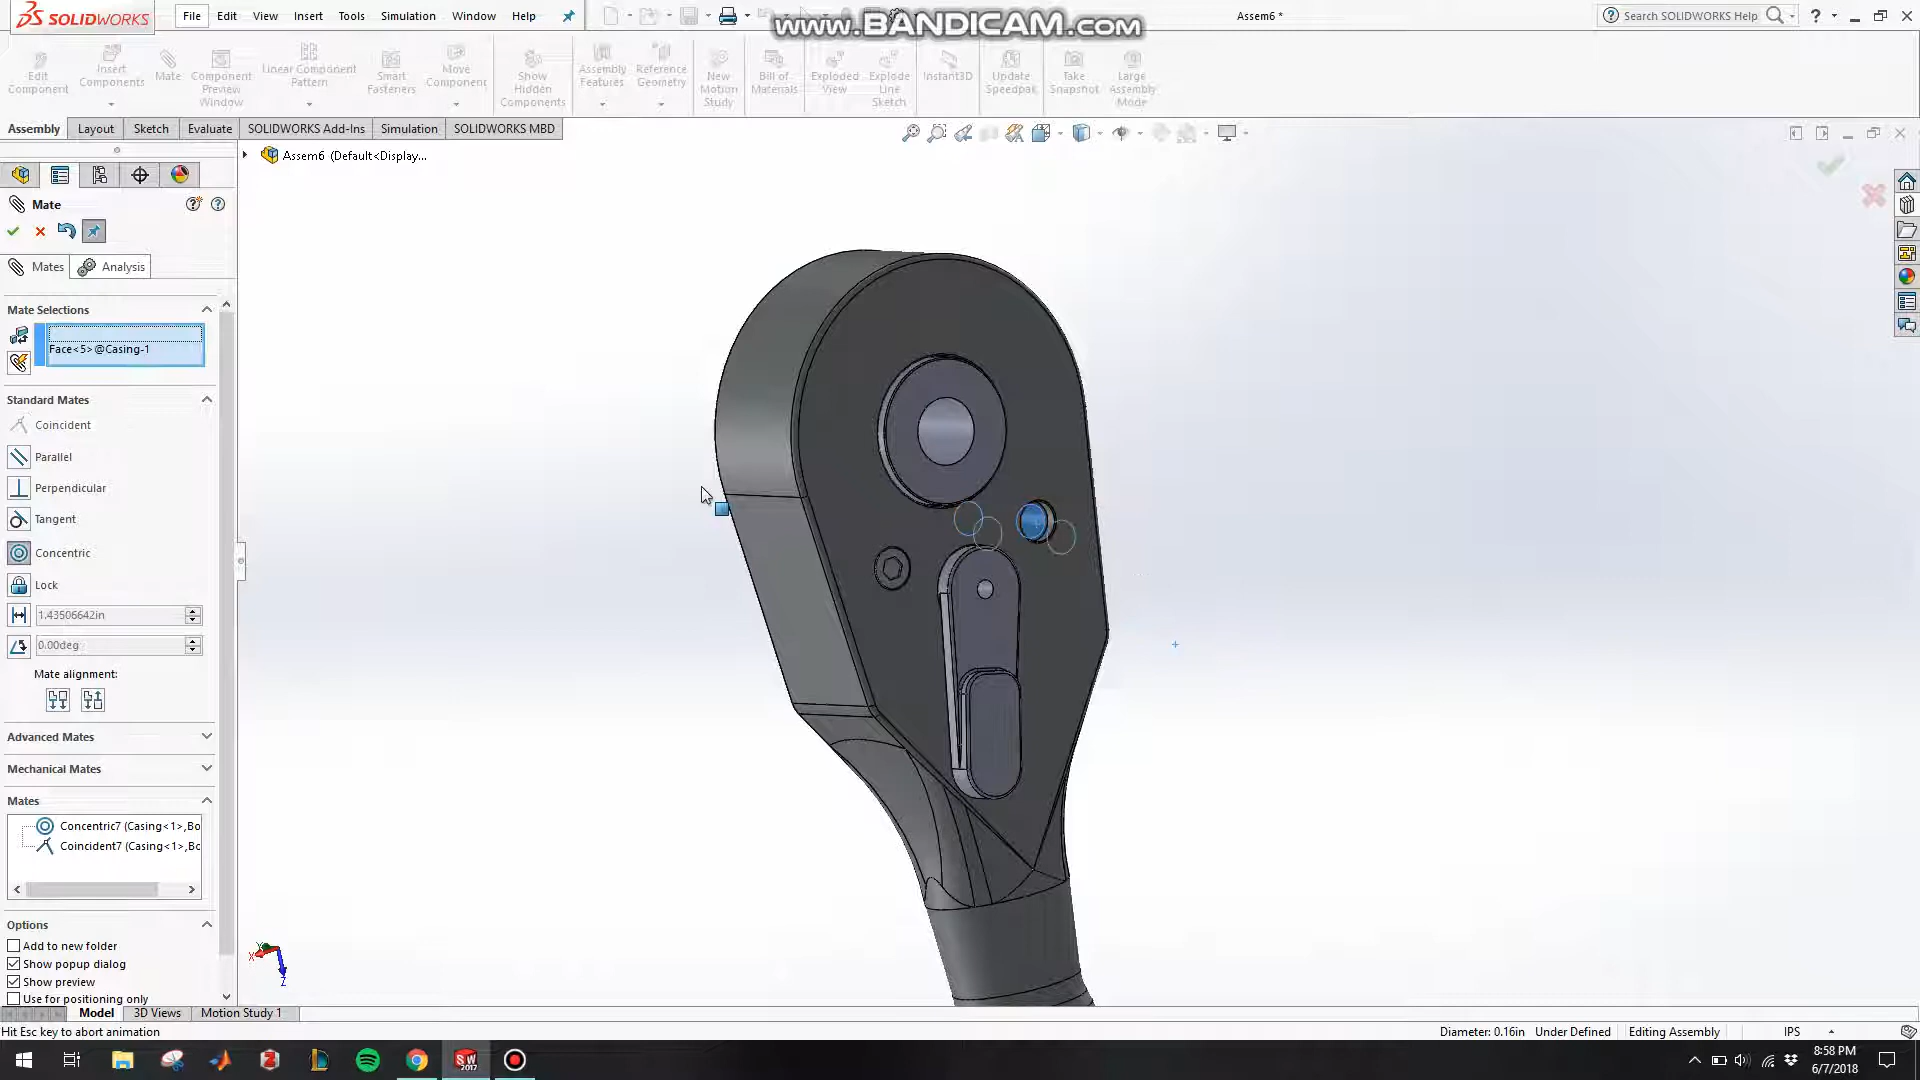 SOLIDWORKS
File Edit View Insert Tools Simulation Window Help
www.BANDICAM.com
Assem6 *
Search SOLIDWORKS Help
Edit Component
Insert Components
Mate
Component Preview Window
Linear Component Pattern
Smart Fasteners
Move Component
Show Hidden Components
Assembly Features
Reference Geometry
New Motion Study
Bill of Materials
Exploded View
Explode Line Sketch
Instant3D
Update Speedpak
Take Snapshot
Large Assembly Mode
Assembly Layout Sketch Evaluate SOLIDWORKS Add-Ins Simulation SOLIDWORKS MBD
Assem6 (Default<Display...
Mate
Mates Analysis
Mate Selections
Face<5>@Casing-1
Standard Mates
Coincident
Parallel
Perpendicular
Tangent
Concentric
Lock
1.43506642in
0.00deg
Mate alignment:
Advanced Mates
Mechanical Mates
Mates
Concentric7 (Casing<1>,Bo
Coincident7 (Casing<1>,Bo
Options
Add to new folder
Show popup dialog
Show preview
Use for positioning only
X Y Z
Model 3D Views Motion Study 1
Hit Esc key to abort animation
Diameter: 0.16in Under Defined Editing Assembly IPS
SW 2017
8:58 PM
6/7/2018